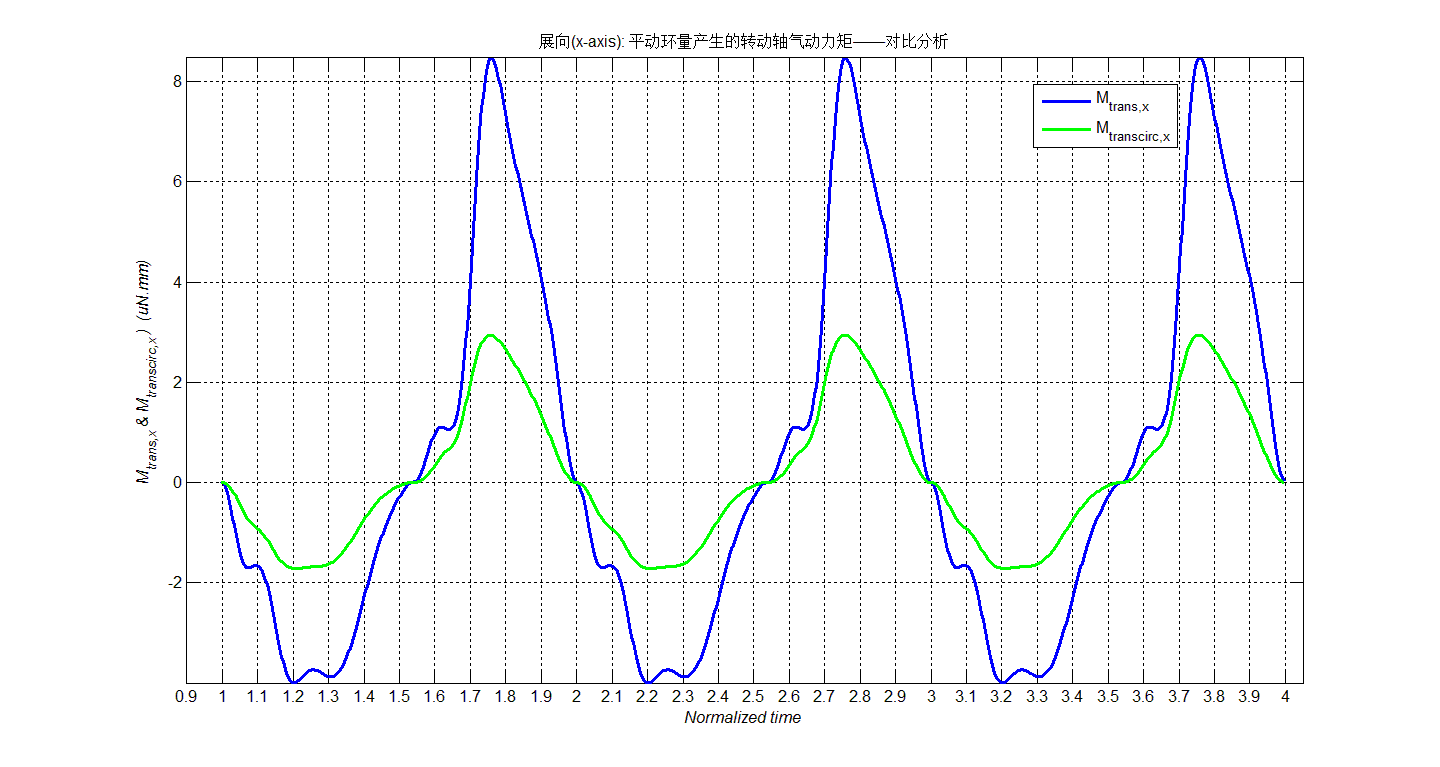 展向(x-axis): 平动环量产生的转动轴气动力矩——对比分析
M_trans,x
M_transcirc,x
M_trans,x & M_transcirc,x ) (uN.mm)
8
6
4
2
0
-2
0.9 1 1.1 1.2 1.3 1.4 1.5 1.6 1.7 1.8 1.9 2 2.1 2.2 2.3 2.4 2.5 2.6 2.7 2.8 2.9 3 3.1 3.2 3.3 3.4 3.5 3.6 3.7 3.8 3.9 4
Normalized time